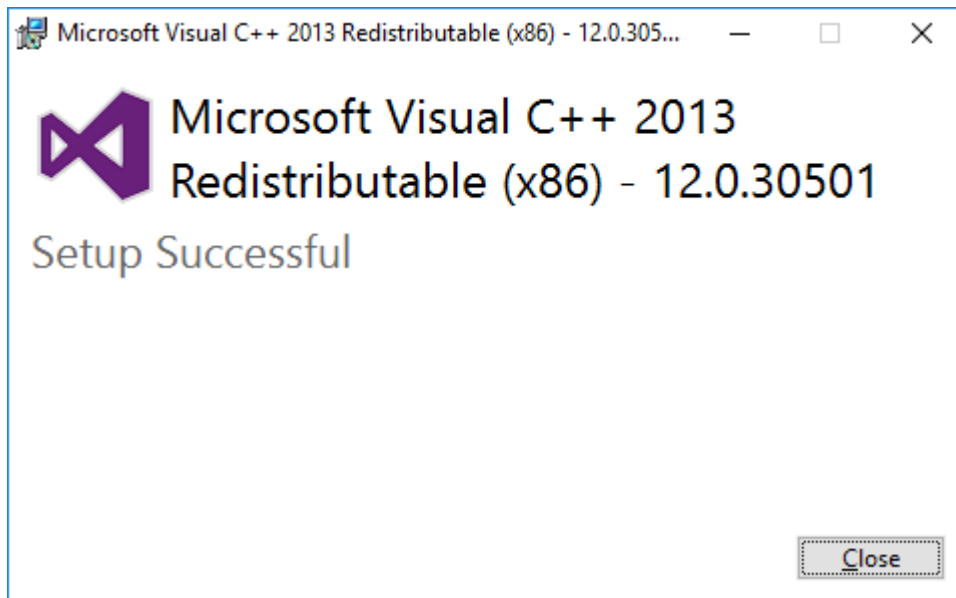 Microsoft Visual C++ 2013 Redistributable (x86) - 12.0.305...
Microsoft Visual C++ 2013
Redistributable (x86) - 12.0.30501
Setup Successful
Close